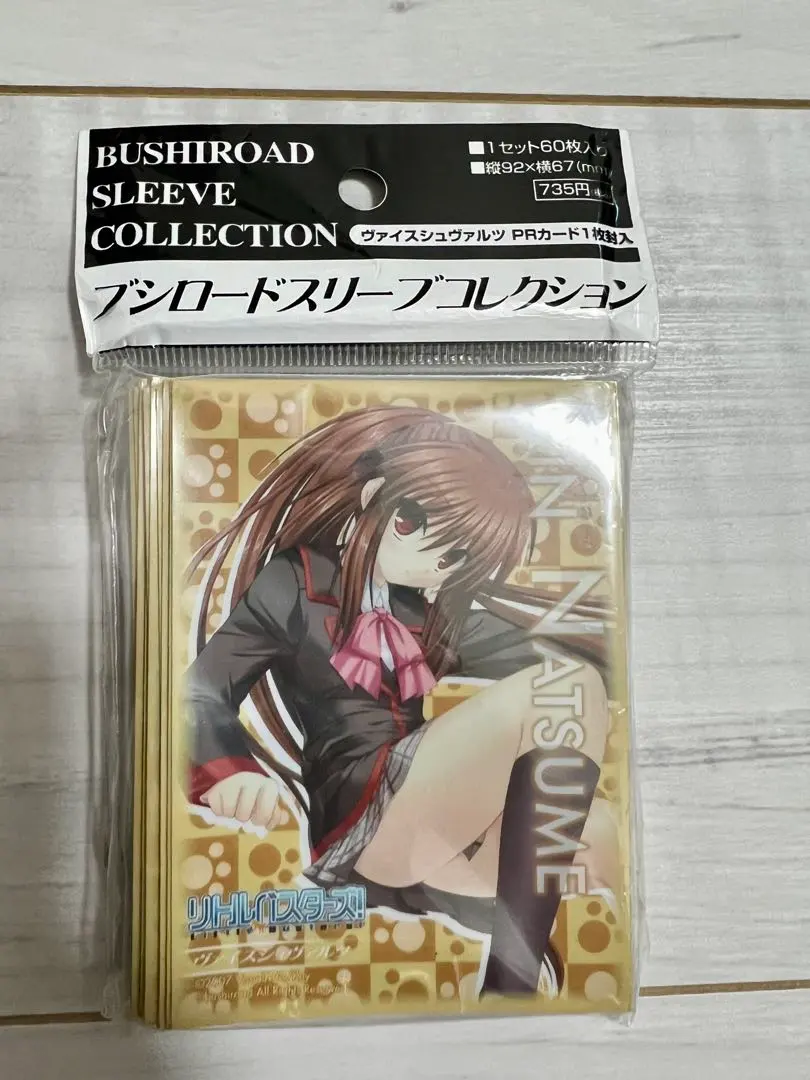 BUSHIROAD
SLEEVE
COLLECTION
■1セット60枚入り
■縦92×横67(mm)
735円
ヴァイスシュヴァルツ PRカード1枚封入
ブシロードスリーブコレクション
NATSUME
リトルバスターズ!
ヴァイスシュヴァルツ
All Rights Reserved.